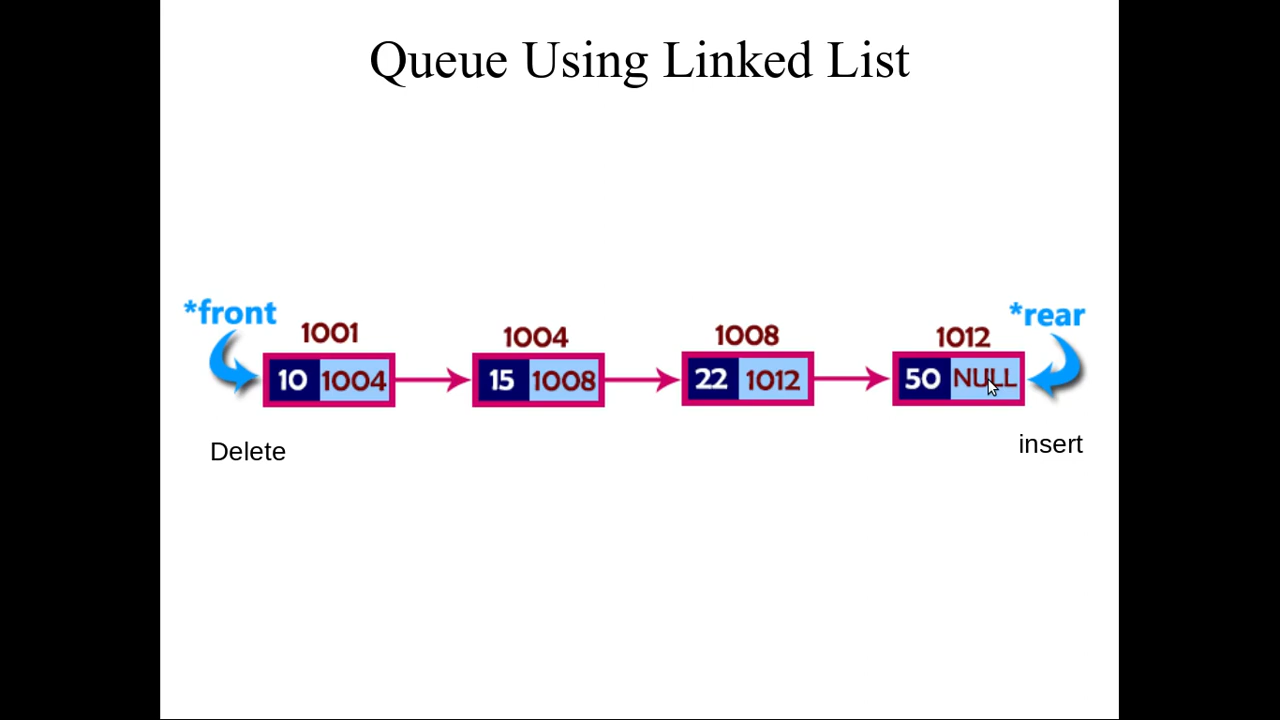 Queue Using Linked List
*front
*rear
1001
1004
1008
1012
10 1004
15 1008
22 1012
50 NULL
Delete
insert